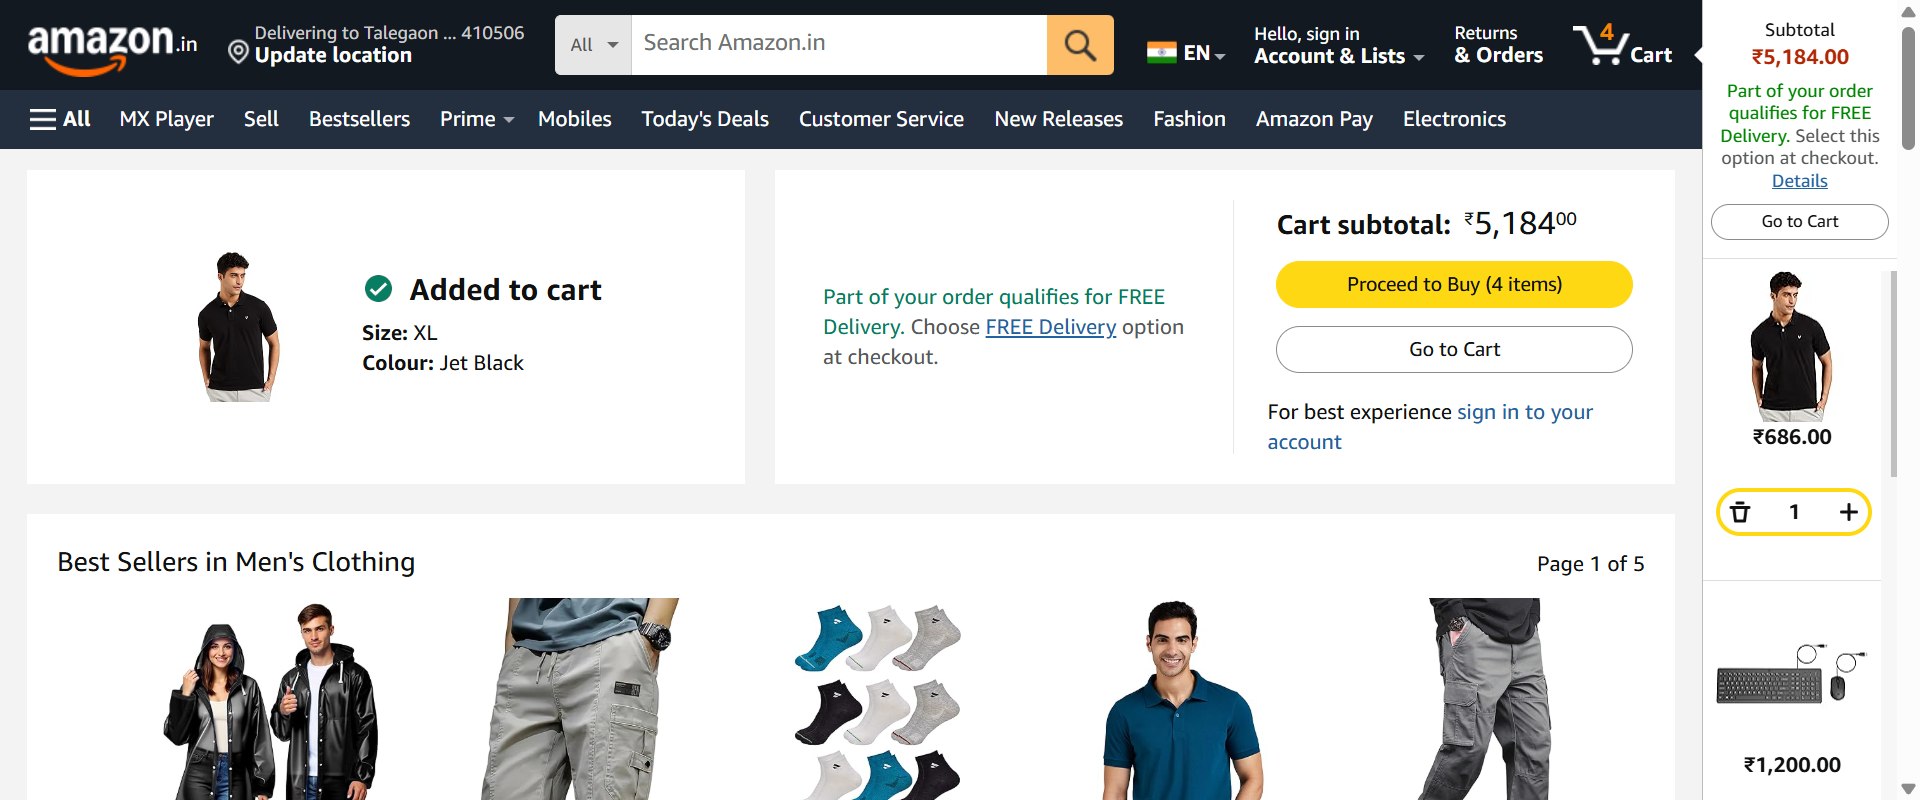 amazon.in
Delivering to Talegaon ... 410506
Update location
All
Search Amazon.in
EN
Hello, sign in
Account & Lists
Returns
& Orders
4
Cart
All
MX Player
Sell
Bestsellers
Prime
Mobiles
Today's Deals
Customer Service
New Releases
Fashion
Amazon Pay
Electronics
Added to cart
Size: XL
Colour: Jet Black
Part of your order qualifies for FREE
Delivery. Choose FREE Delivery option
at checkout.
Cart subtotal: ₹5,18400
Proceed to Buy (4 items)
Go to Cart
For best experience sign in to your
account
Best Sellers in Men's Clothing
Page 1 of 5
Subtotal
₹5,184.00
Part of your order
qualifies for FREE
Delivery. Select this
option at checkout.
Details
Go to Cart
₹686.00
1
₹1,200.00